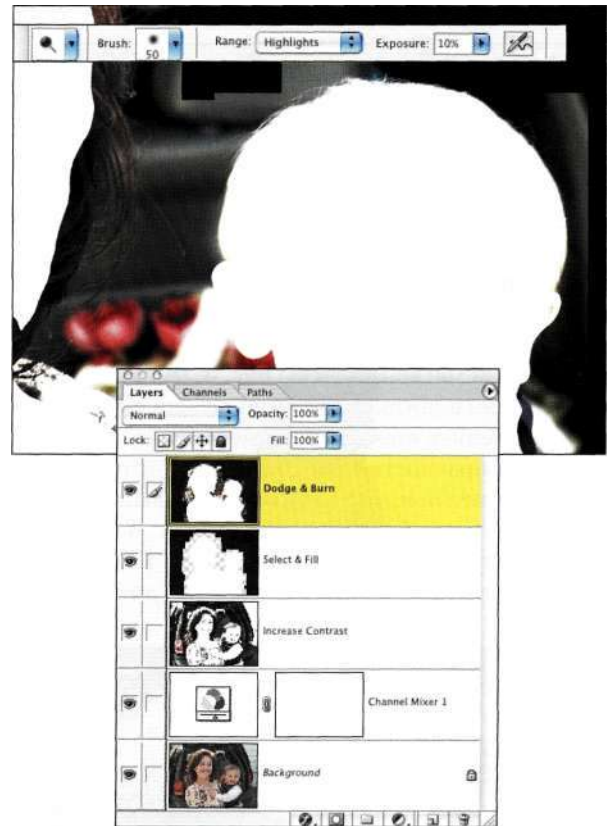 Brush: 50 Range: Highlights Exposure: 10%
Layers Channels Paths
Normal Opacity: 100%
Lock: Fill: 100%
Dodge & Burn
Select & Fill
Increase Contrast
Channel Mixer 1
Background